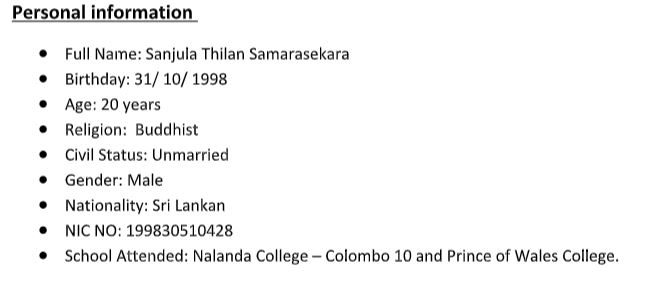 Personal information
• Full Name: Sanjula Thilan Samarasekara
• Birthday: 31/ 10/ 1998
• Age: 20 years
• Religion:  Buddhist
• Civil Status: Unmarried
• Gender: Male
• Nationality: Sri Lankan
• NIC NO: 199830510428
• School Attended: Nalanda College – Colombo 10 and Prince of Wales College.